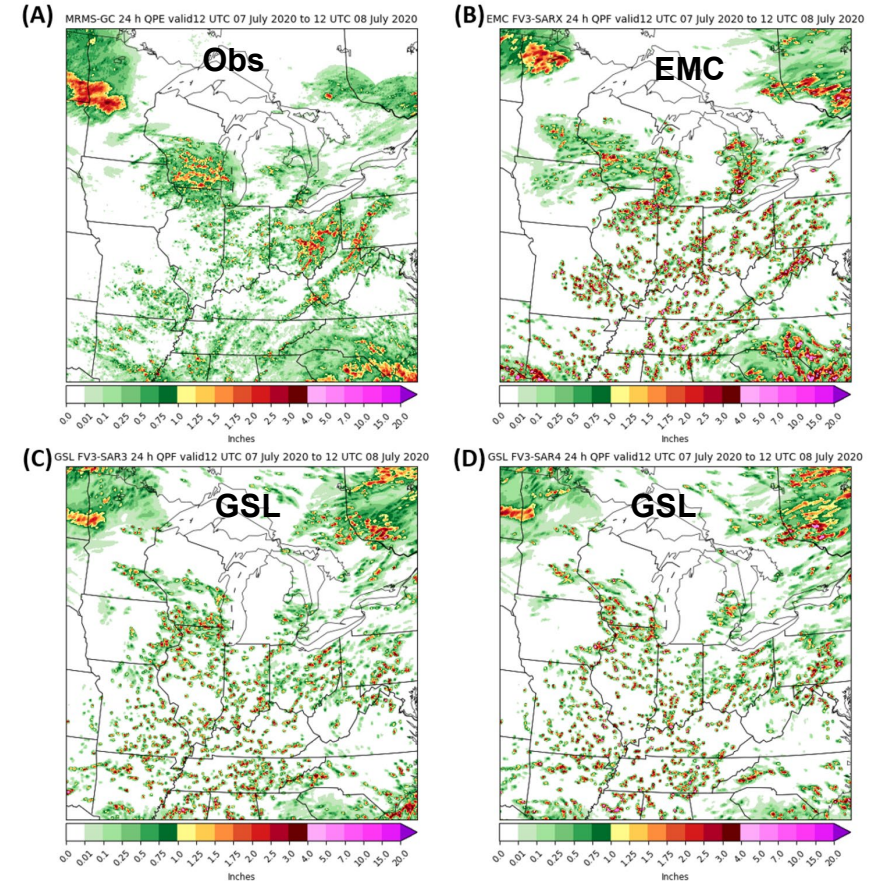 (A) MRMS-GC 24 h QPE valid12 UTC 07 July 2020 to 12 UTC 08 July 2020
Obs
0.0 0.01 0.1 0.25 0.5 0.75 1.0 1.25 1.5 1.75 2.0 2.5 3.0 4.0 5.0 7.0 10.0 15.0 20.0
Inches
(B) EMC FV3-SARX 24 h QPF valid12 UTC 07 July 2020 to 12 UTC 08 July 2020
EMC
0.0 0.01 0.1 0.25 0.5 0.75 1.0 1.25 1.5 1.75 2.0 2.5 3.0 4.0 5.0 7.0 10.0 15.0 20.0
Inches
(C) GSL FV3-SAR3 24 h QPF valid12 UTC 07 July 2020 to 12 UTC 08 July 2020
GSL
0.0 0.01 0.1 0.25 0.5 0.75 1.0 1.25 1.5 1.75 2.0 2.5 3.0 4.0 5.0 7.0 10.0 15.0 20.0
Inches
(D) GSL FV3-SAR4 24 h QPF valid12 UTC 07 July 2020 to 12 UTC 08 July 2020
GSL
0.0 0.01 0.1 0.25 0.5 0.75 1.0 1.25 1.5 1.75 2.0 2.5 3.0 4.0 5.0 7.0 10.0 15.0 20.0
Inches